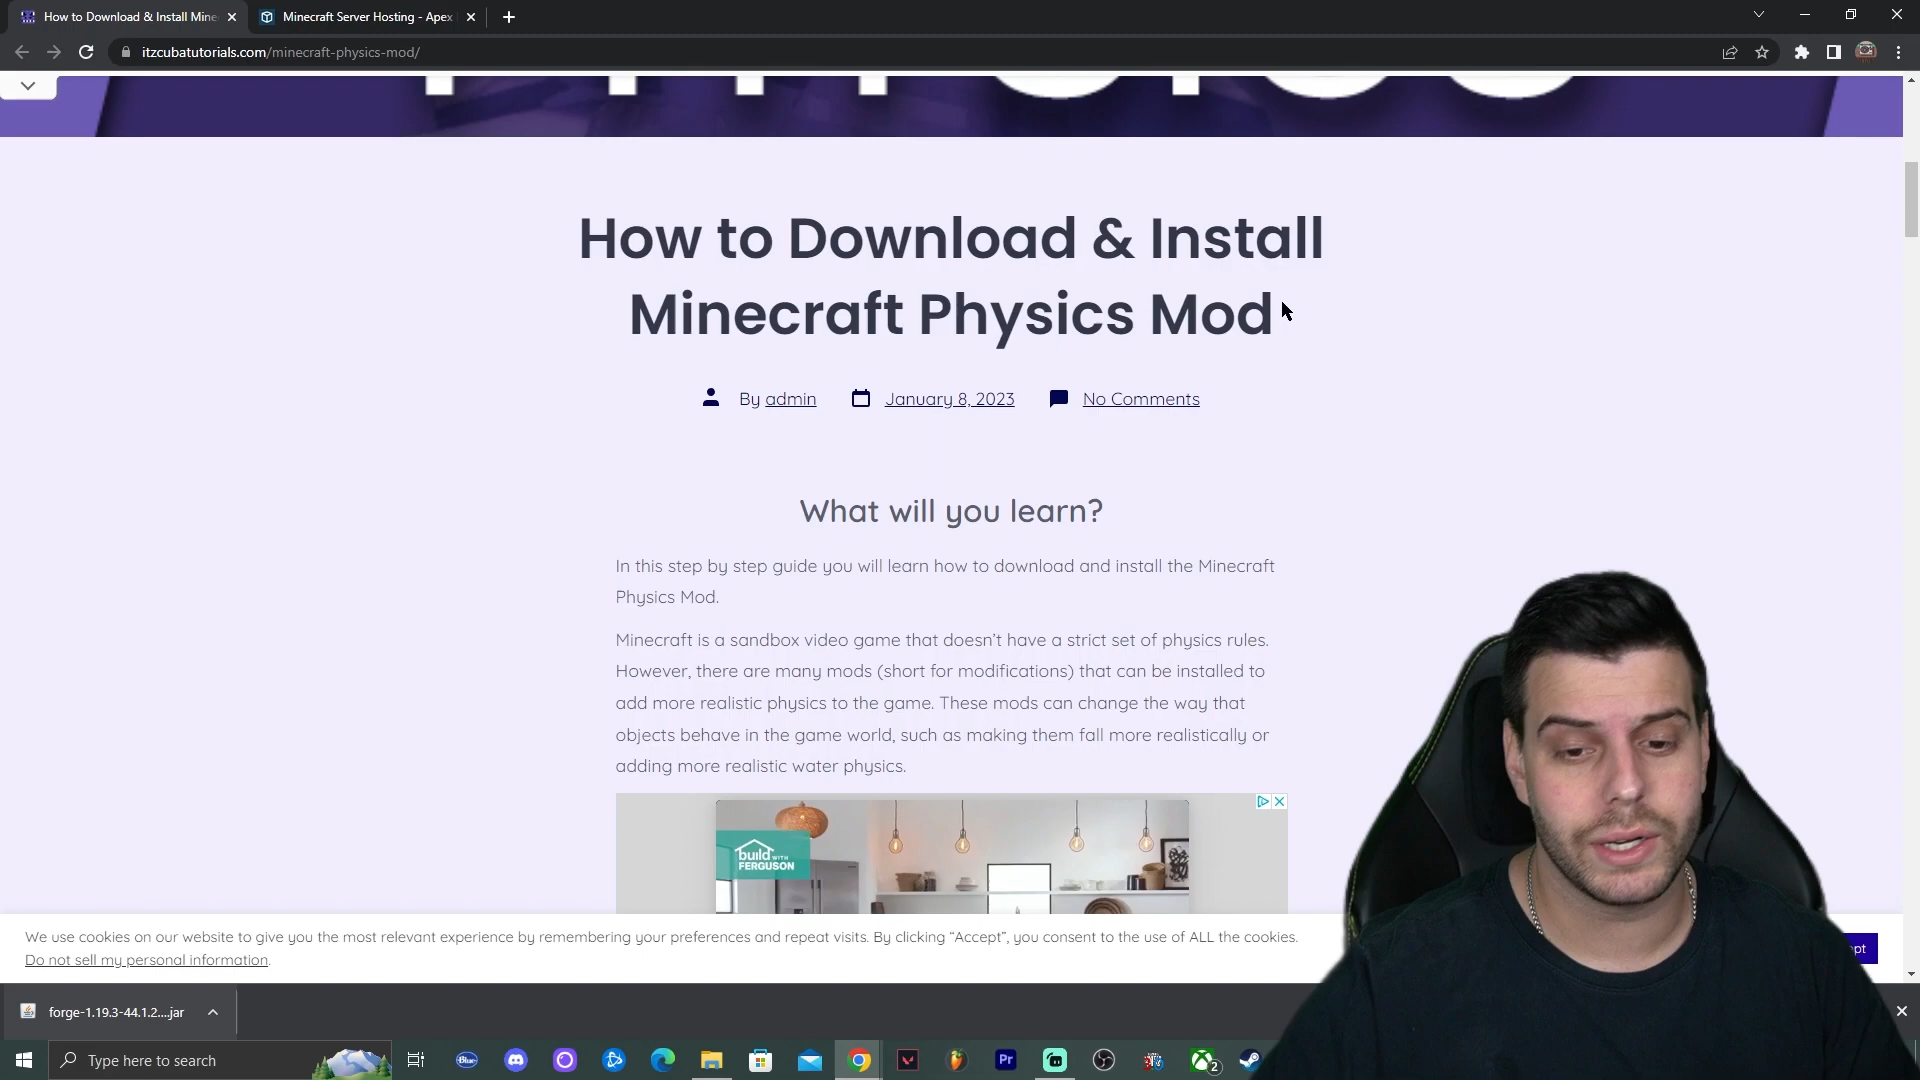 How to Download & Install Mine
Minecraft Server Hosting - Apex
itzcubatutorials.com/minecraft-physics-mod/
How to Download & Install
Minecraft Physics Mod
By admin
January 8, 2023
No Comments
What will you learn?
In this step by step guide you will learn how to download and install the Minecraft
Physics Mod.
Minecraft is a sandbox video game that doesn't have a strict set of physics rules.
However, there are many mods (short for modifications) that can be installed to
add more realistic physics to the game. These mods can change the way that
objects behave in the game world, such as making them fall more realistically or
adding more realistic water physics.
build WITH
FERGUSON
We use cookies on our website to give you the most relevant experience by remembering your preferences and repeat visits. By clicking “Accept”, you consent to the use of ALL the cookies.
Do not sell my personal information.
pt
forge-1.19.3-44.1.2....jar
Type here to search
Blue
Pr
2